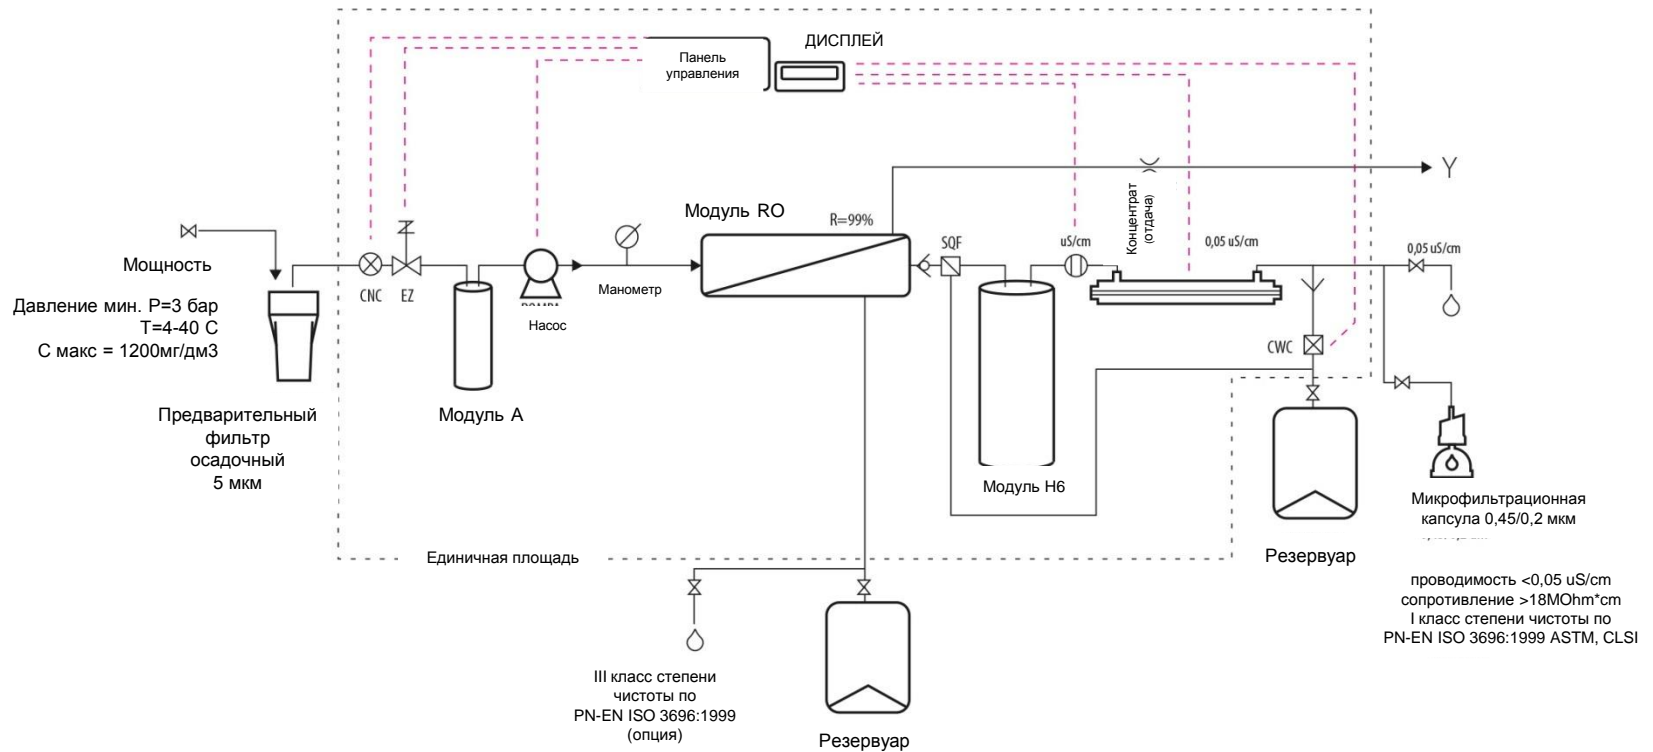 ДИСПЛЕЙ
Панель
управления
Модуль RO
R=99%
Концентрат
(отдача)
Y
SQF
uS/cm
0,05 uS/cm
0,05 uS/cm
Мощность
Давление мин. P=3 бар
T=4-40 C
С макс = 1200мг/дм3
CNC
EZ
Манометр
Насос
CWC
Предварительный
фильтр
осадочный
5 мкм
Модуль А
Модуль H6
Микрофильтрационная
капсула 0,45/0,2 мкм
Единичная площадь
Резервуар
проводимость <0,05 uS/cm
сопротивление >18MOhm*cm
I класс степени чистоты по
PN-EN ISO 3696:1999 ASTM, CLSI
III класс степени
чистоты по
PN-EN ISO 3696:1999
(опция)
Резервуар